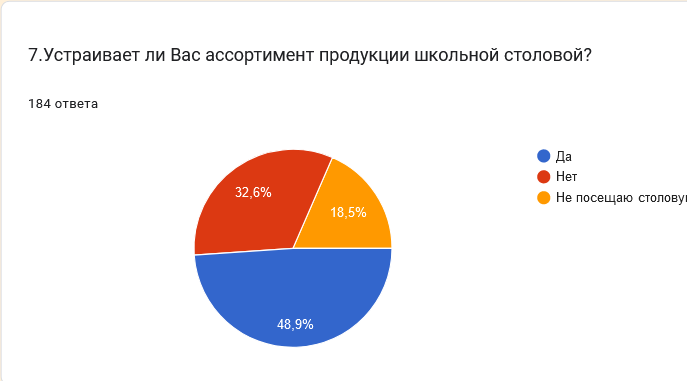 7.Устраивает ли Вас ассортимент продукции школьной столовой?
184 ответа
Да
Нет
Не посещаю
32,6%
18,5%
48,9%